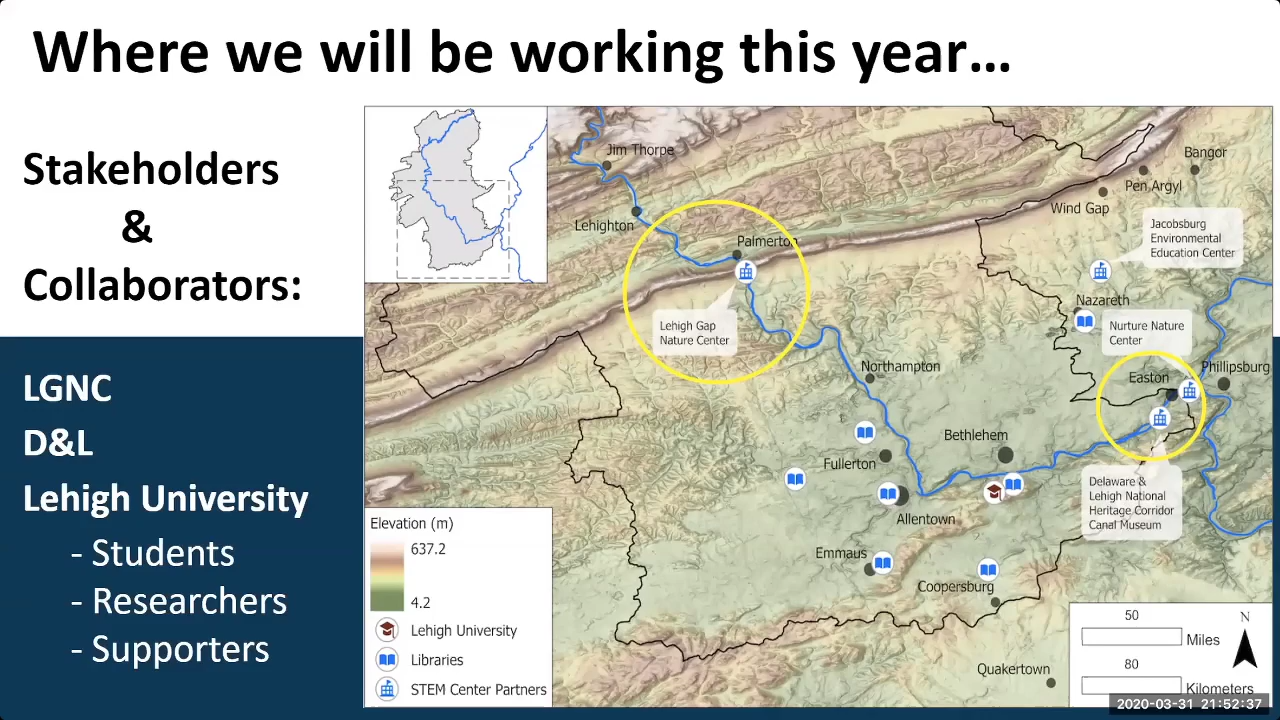 Where we will be working this year...
Stakeholders
&
Collaborators:
LGNC
D&L
Lehigh University
- Students
- Researchers
- Supporters
Jim Thorpe
Bangor
Pen Argyl
Wind Gap
Lehighton
Palmerton
Jacobsburg
Environmental
Education Center
Nazareth
Lehigh Gap
Nature Center
Nurture Nature
Center
Northampton
Easton
Phillipsburg
Bethlehem
Fullerton
Allentown
Delaware &
Lehigh National
Heritage Corridor
Canal Museum
Emmaus
Coopersburg
Quakertown
Elevation (m)
637.2
4.2
Lehigh University
Libraries
STEM Center Partners
50
Miles
80
Kilometers
N
2020-03-31 21:52:37